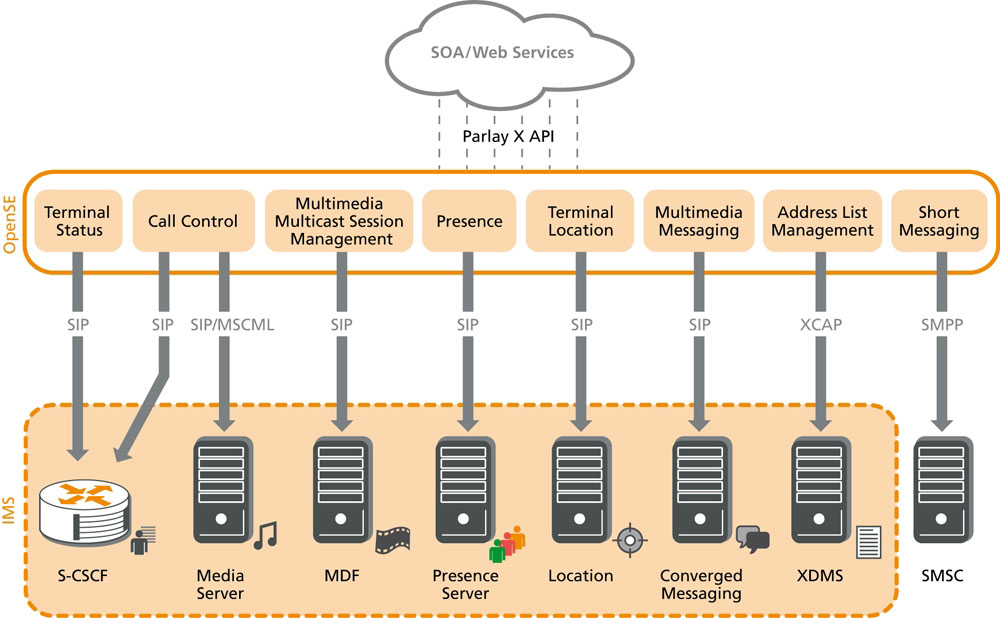 SOA/Web Services
Parlay X API
OpenSE
Terminal
Status
Call Control
Multimedia
Multicast Session
Management
Presence
Terminal
Location
Multimedia
Messaging
Address List
Management
Short
Messaging
SIP
SIP
SIP/MSCML
SIP
SIP
SIP
SIP
XCAP
SMPP
IMS
S-CSCF
Media
Server
MDF
Presence
Server
Location
Converged
Messaging
XDMS
SMSC